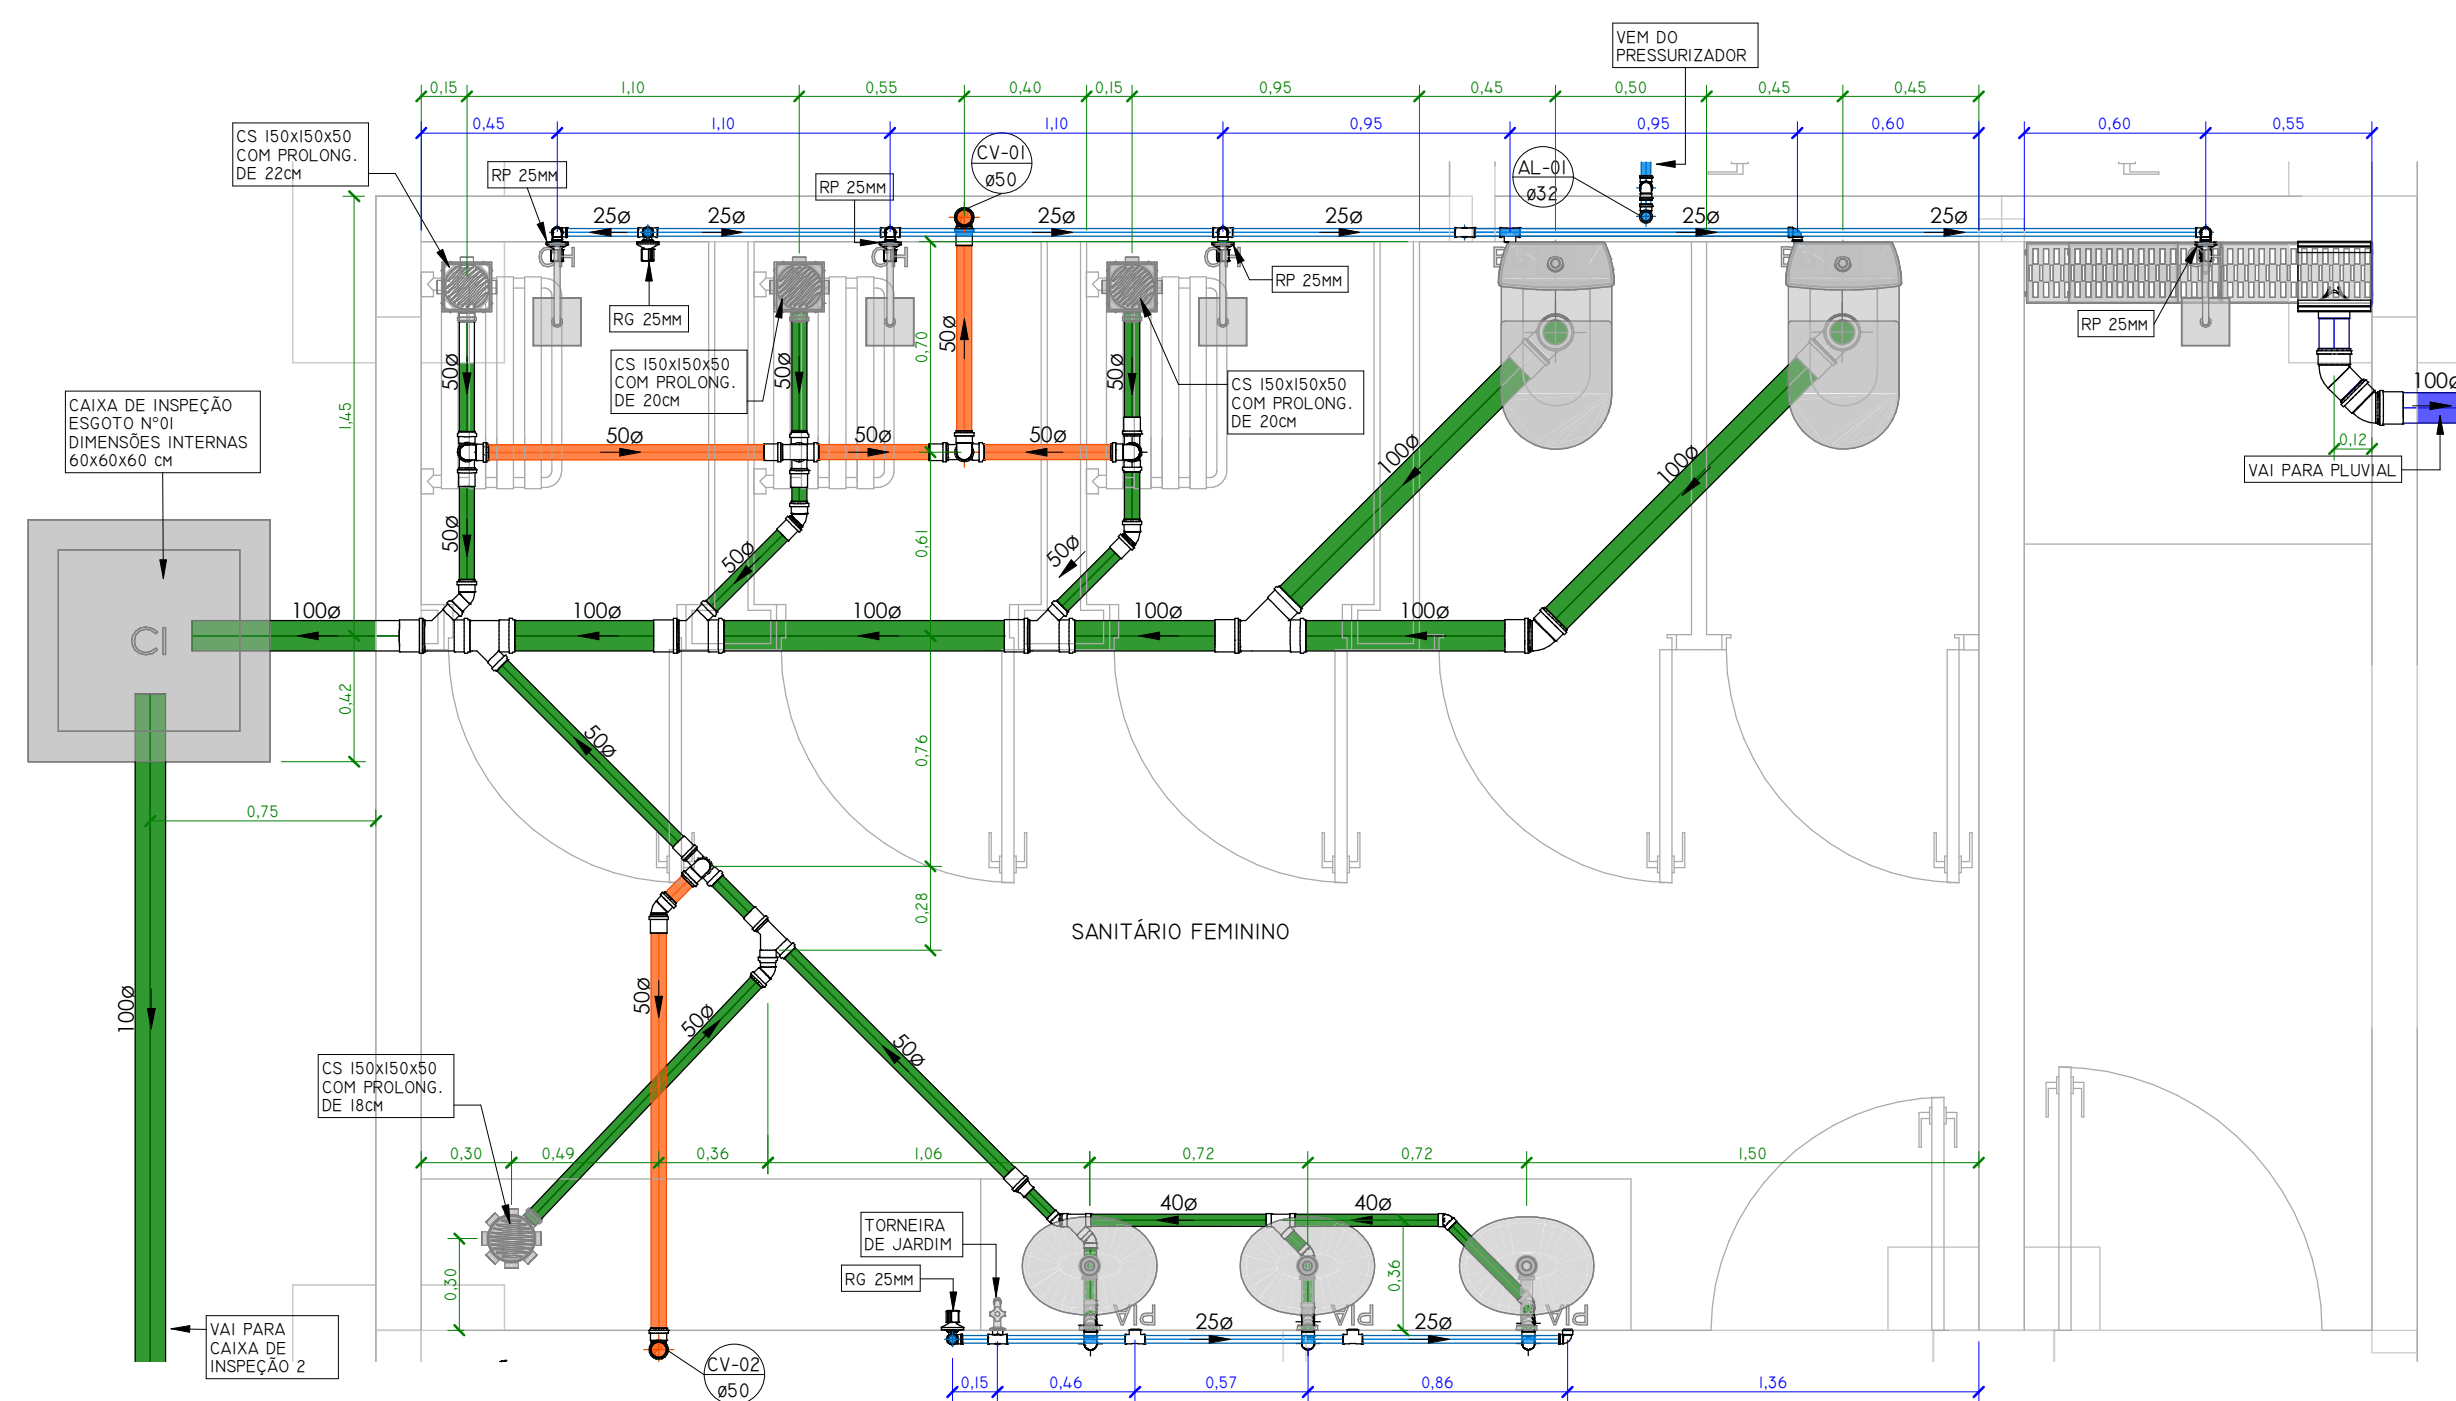 VEM DO
PRESSURIZADOR
0,15
1,10
0,55
0,40
0,15
0,95
0,45
0,50
0,45
0,45
0,45
1,10
1,10
0,95
0,95
0,60
0,60
0,55
CS 150x150x50
COM PROLONG.
DE 22CM
RP 25MM
RP 25MM
CV-01
ø50
AL-01
ø32
25ø
25ø
25ø
25ø
25ø
25ø
RG 25MM
RP 25MM
RP 25MM
CS 150x150x50
COM PROLONG.
DE 20CM
CS 150x150x50
COM PROLONG.
DE 20CM
50ø
50ø
50ø
50ø
0,70
100ø
0,12
VAI PARA PLUVIAL
CAIXA DE INSPEÇÃO
ESGOTO Nº01
DIMENSÕES INTERNAS
60x60x60 CM
1,45
50ø
50ø
50ø
100ø
100ø
50ø
50ø
50ø
0,61
CI
100ø
100ø
100ø
100ø
100ø
0,42
50ø
0,76
0,75
0,28
SANITÁRIO FEMININO
100ø
50ø
50ø
50ø
CS 150x150x50
COM PROLONG.
DE 18CM
0,30
0,49
0,36
1,06
0,72
0,72
1,50
40ø
40ø
TORNEIRA
DE JARDIM
RG 25MM
0,30
0,36
PIA
PIA
PIA
25ø
25ø
VAI PARA
CAIXA DE
INSPEÇÃO 2
CV-02
ø50
0,15
0,46
0,57
0,86
1,36